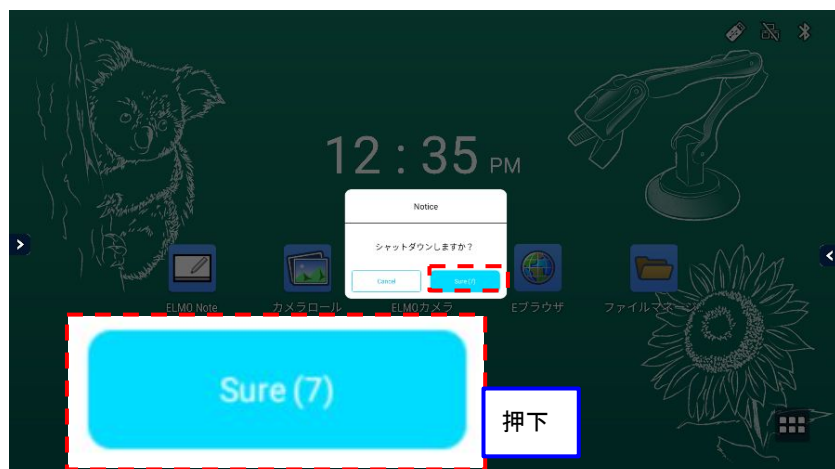 12 : 35 PM
Notice
シャットダウンしますか？
Cancel
Sure (7)
ELMO Note
カメラロール
ELMOカメラ
Eブラウザ
ファイルマネー
Sure (7)
押下